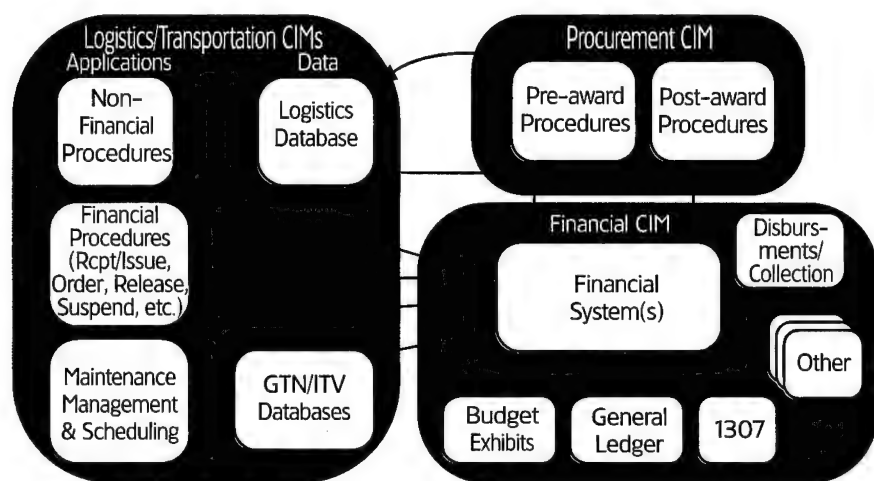 Logistics/Transportation CIMs
Applications
Data
Non-
Financial
Procedures
Logistics
Database
Financial
Procedures
(Rcpt/Issue,
Order, Release,
Suspend, etc.)
Maintenance
Management
& Scheduling
GTN/ITV
Databases
Procurement CIM
Pre-award
Procedures
Post-award
Procedures
Financial CIM
Financial
System(s)
Disburs-
ments/
Collection
Other
Budget
Exhibits
General
Ledger
1307